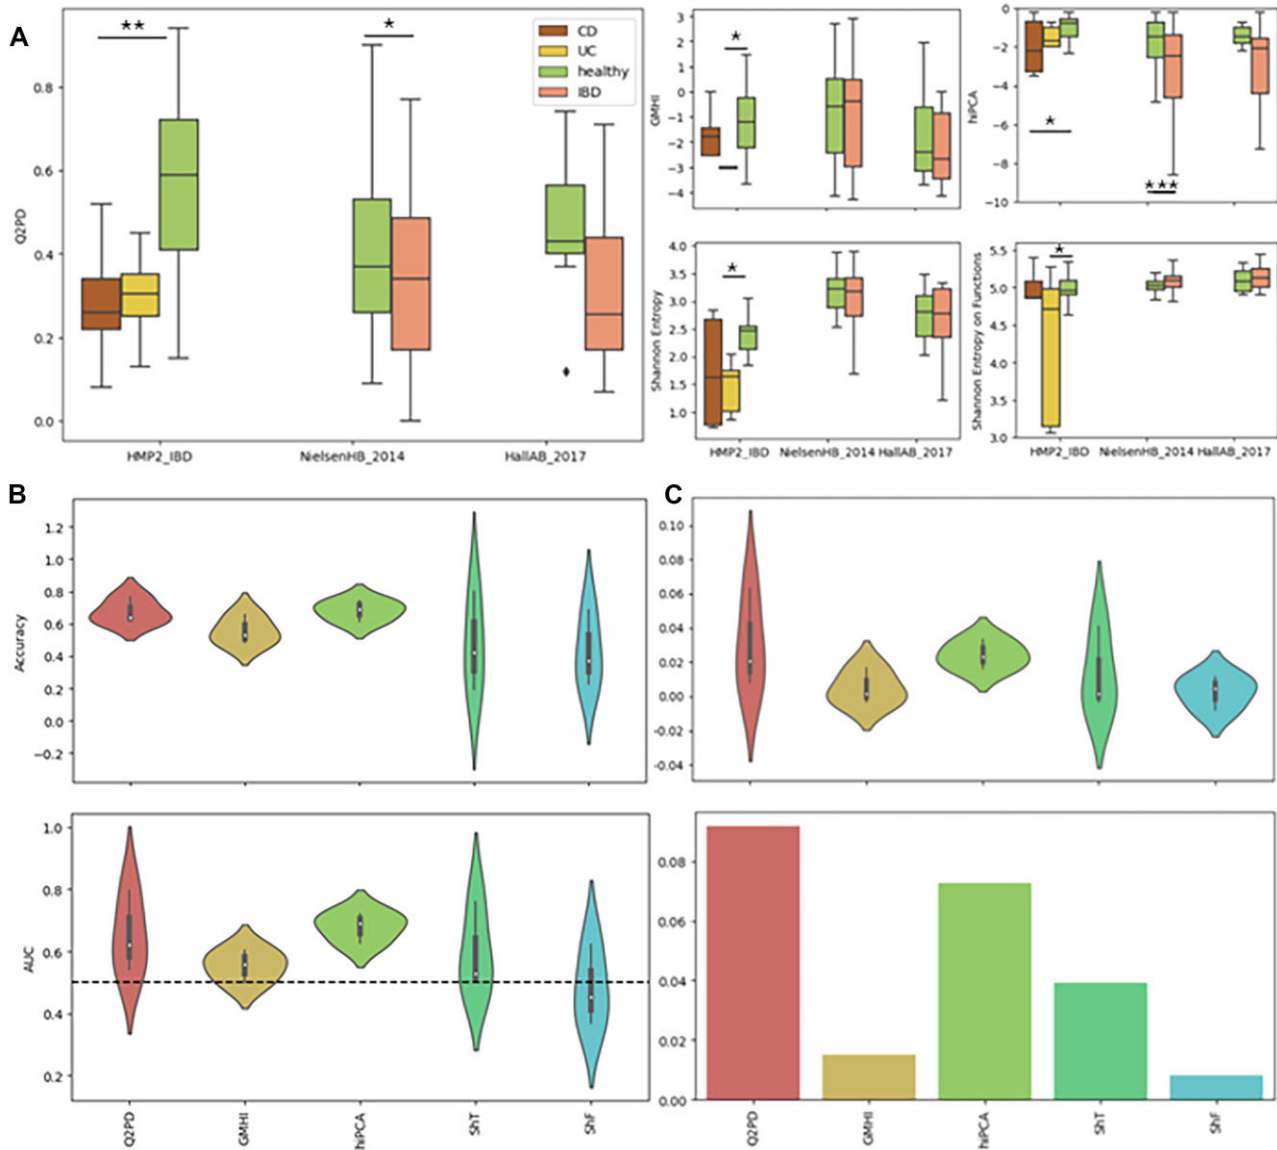 A
**
*
CD
UC
healthy
IBD
Q2PD
0.8
0.6
0.4
0.2
0.0
HMP2_IBD
NielsenHB_2014
HallAB_2017
GMHI
3
2
1
0
−1
−2
−3
−4
*
hiPCA
0
−2
−4
−6
−8
−10
*
***
Shannon Entropy
4.0
3.5
3.0
2.5
2.0
1.5
1.0
*
HMP2_IBD
NielsenHB_2014
HallAB_2017
Shannon Entropy on Functions
5.5
5.0
4.5
4.0
3.5
3.0
*
HMP2_IBD
NielsenHB_2014
HallAB_2017
B
Accuracy
1.2
1.0
0.8
0.6
0.4
0.2
0.0
−0.2
AUC
1.0
0.8
0.6
0.4
0.2
Q2PD
GMHI
hiPCA
ShT
ShF
C
0.10
0.08
0.06
0.04
0.02
0.00
-0.02
-0.04
0.08
0.06
0.04
0.02
0.00
Q2PD
GMHI
hiPCA
ShT
ShF